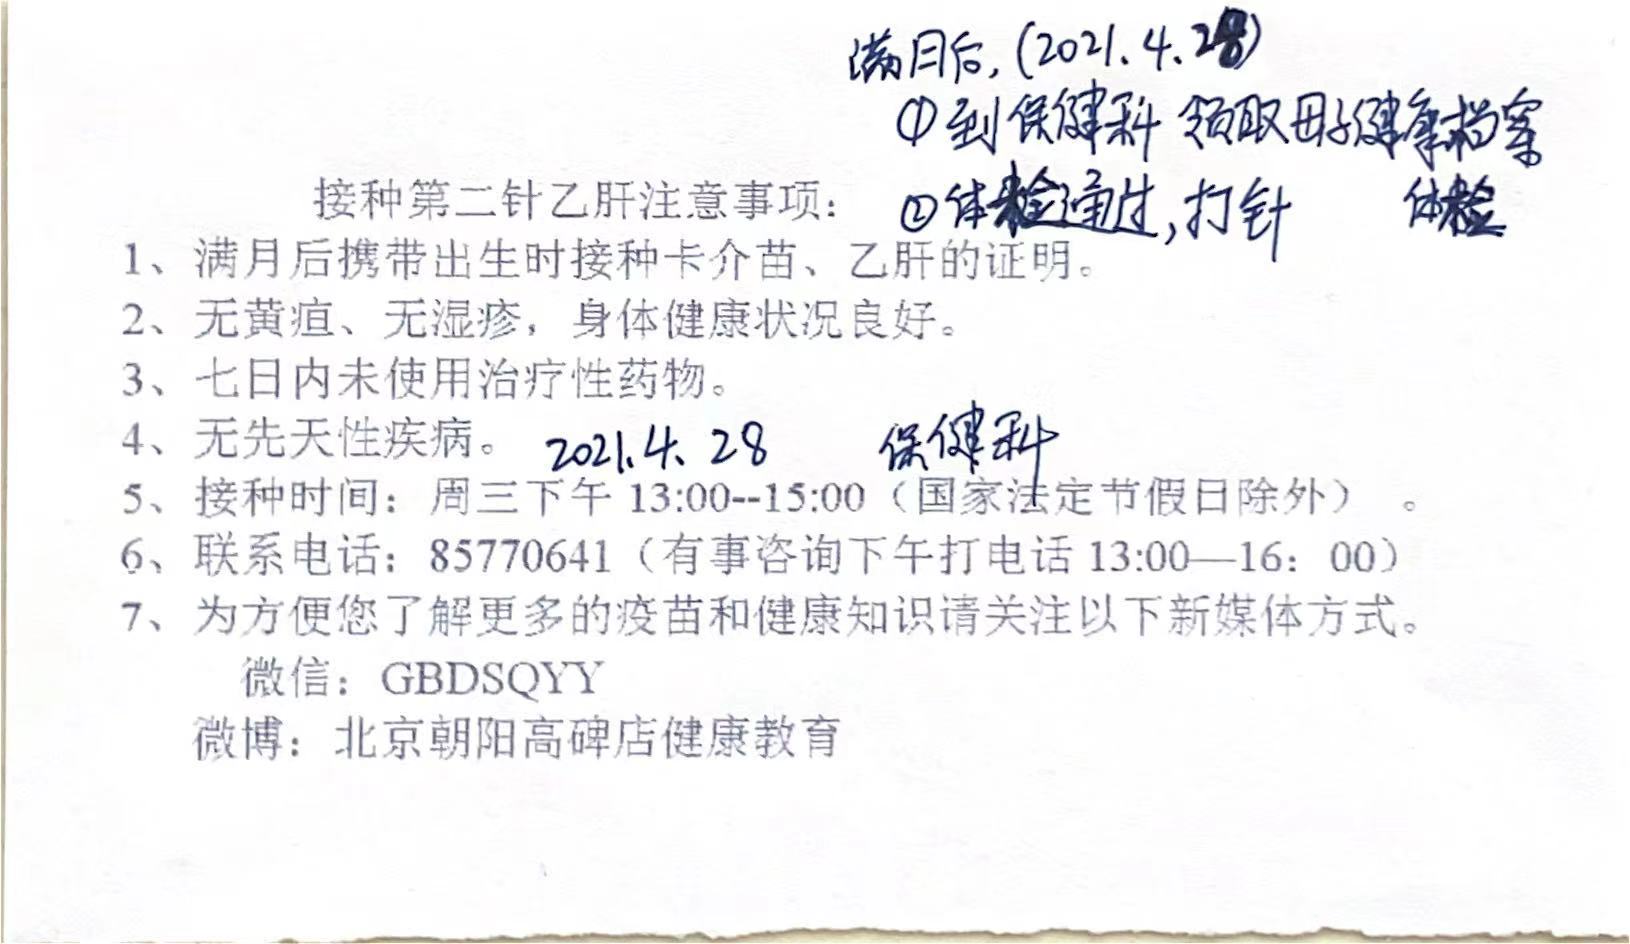 满月后,(2021.4.28)
①到保健科 领取母子健康档案
体检
②体检通过,打针
接种第二针乙肝注意事项：
1、满月后携带出生时接种卡介苗、乙肝的证明。
2、无黄疸、无湿疹，身体健康状况良好。
3、七日内未使用治疗性药物。
4、无先天性疾病。
2021.4.28 保健科
5、接种时间：周三下午 13:00--15:00（国家法定节假日除外） 。
6、联系电话：85770641（有事咨询下午打电话 13:00—16：00）
7、为方便您了解更多的疫苗和健康知识请关注以下新媒体方式。
微信：GBDSQYY
微博：北京朝阳高碑店健康教育